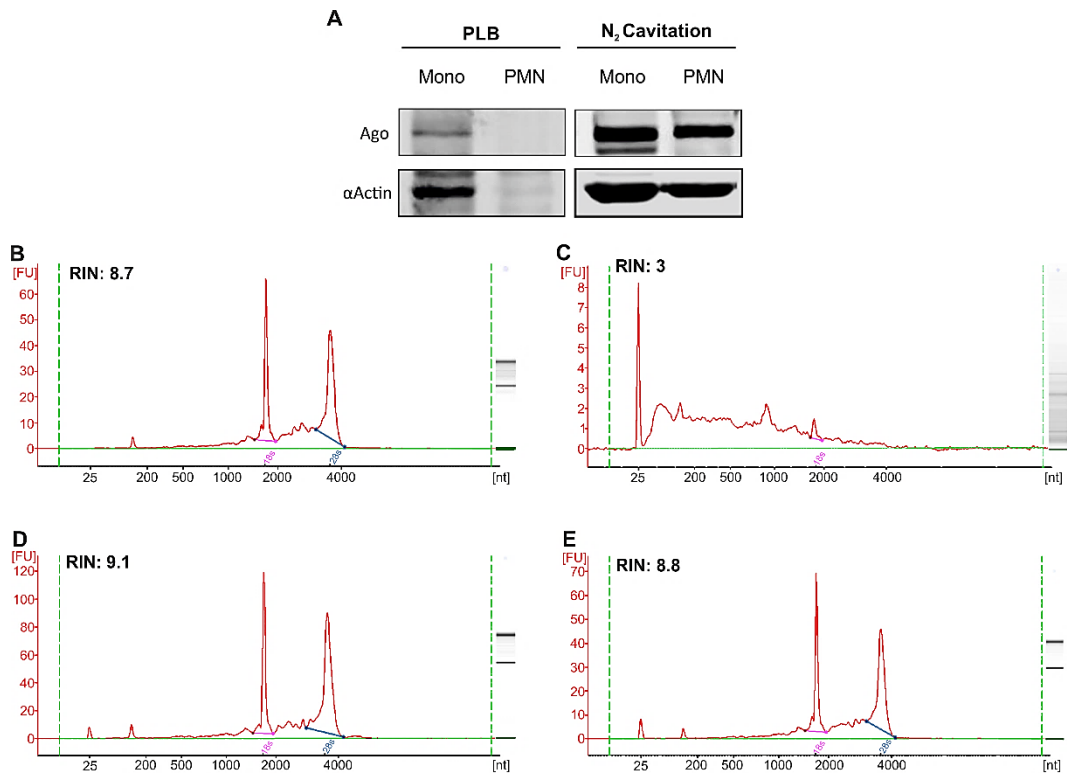 A
PLB
N₂ Cavitation
Mono
PMN
Mono
PMN
Ago
αActin
B
[FU]
RIN: 8.7
60
50
40
30
20
10
0
18s
28s
25
200
500
1000
2000
4000
[nt]
C
[FU]
RIN: 3
8
7
6
5
4
3
2
1
0
18s
25
200
500
1000
2000
4000
[nt]
D
[FU]
RIN: 9.1
120
100
80
60
40
20
0
18s
28s
25
200
500
1000
2000
4000
[nt]
E
[FU]
RIN: 8.8
70
60
50
40
30
20
10
0
18s
28s
25
200
500
1000
2000
4000
[nt]